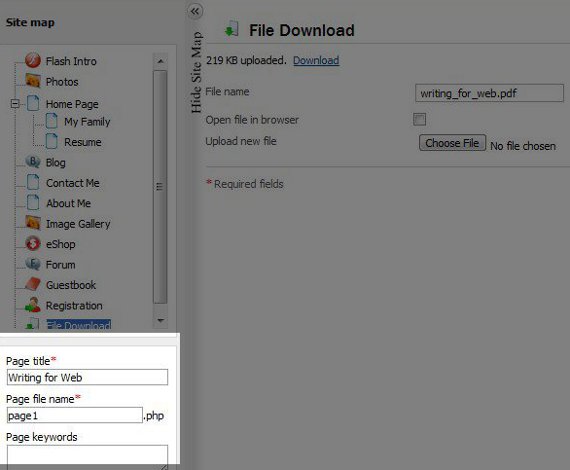 Site map
Flash Intro
Photos
Home Page
My Family
Resume
Blog
Contact Me
About Me
Image Gallery
eShop
Forum
Guestbook
Registration
File Download
Page title*
Writing for Web
Page file name*
page1 .php
Page keywords
Hide Site Map
File Download
219 KB uploaded. Download
File name writing_for_web.pdf
Open file in browser
Upload new file Choose File No file chosen
* Required fields